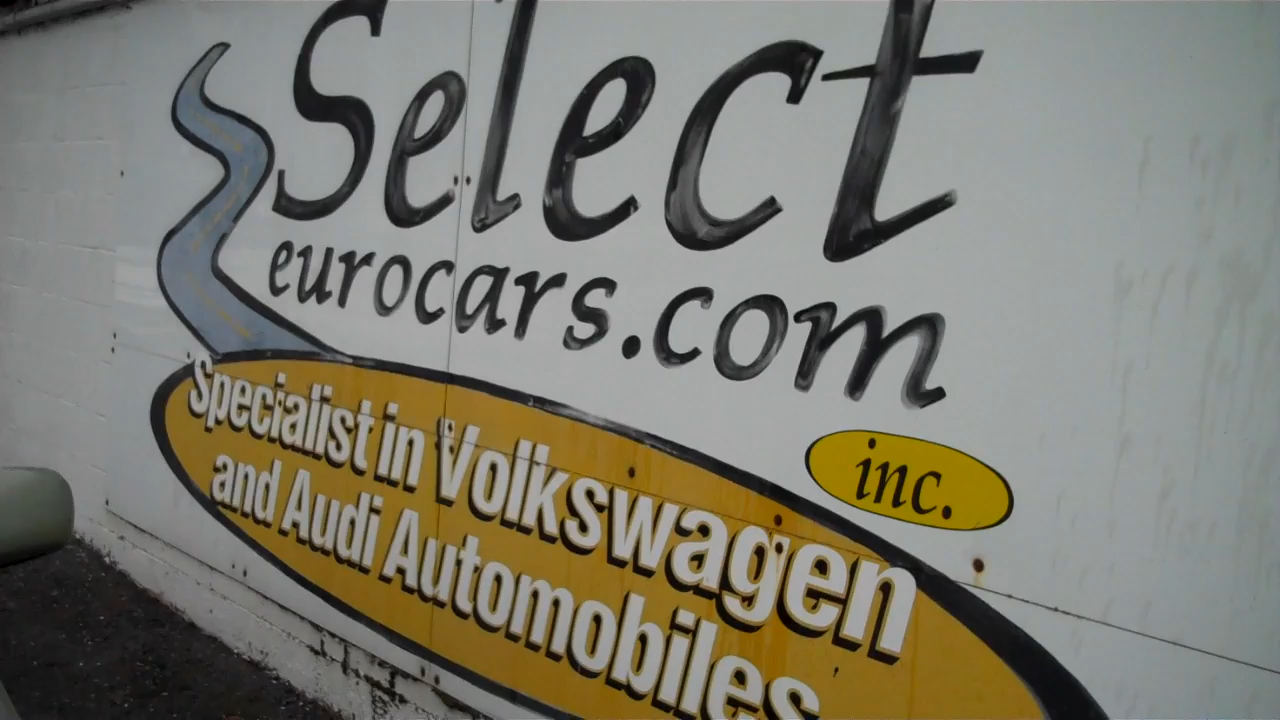 Select
eurocars.com
inc.
Specialist in Volkswagen
and Audi Automobiles